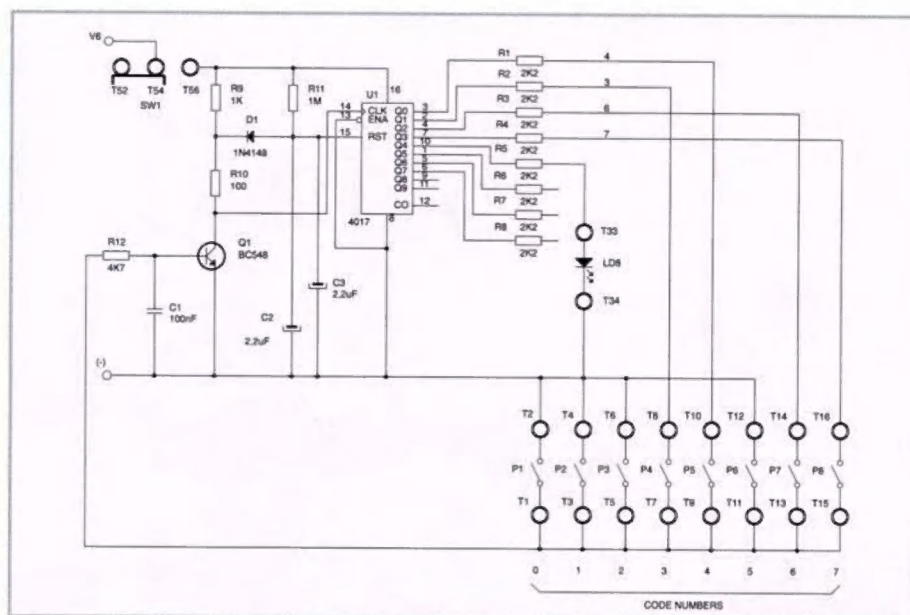 V6
T52 T54 T56
SW1
R9
1K
R11
1M
D1
1N4148
R10
100
U1
16
14 CLK
13 ENA
15 RST
Q0 3
Q1
Q2 4
Q3 7
Q4 10
Q5 1
Q6 5
Q7
Q8
Q9 11
CO 12
4017
8
R1
2K2
R2
2K2
R3
2K2
R4
2K2
R5
2K2
R6
2K2
R7
2K2
R8
2K2
4
3
6
7
T33
LD8
T34
R12
4K7
Q1
BC548
C1
100nF
C2
2,2uF
C3
2,2uF
(-)
T2 T4 T6 T8 T10 T12 T14 T16
P1 P2 P3 P4 P5 P6 P7 P8
T1 T3 T5 T7 T9 T11 T13 T15
0 1 2 3 4 5 6 7
CODE NUMBERS